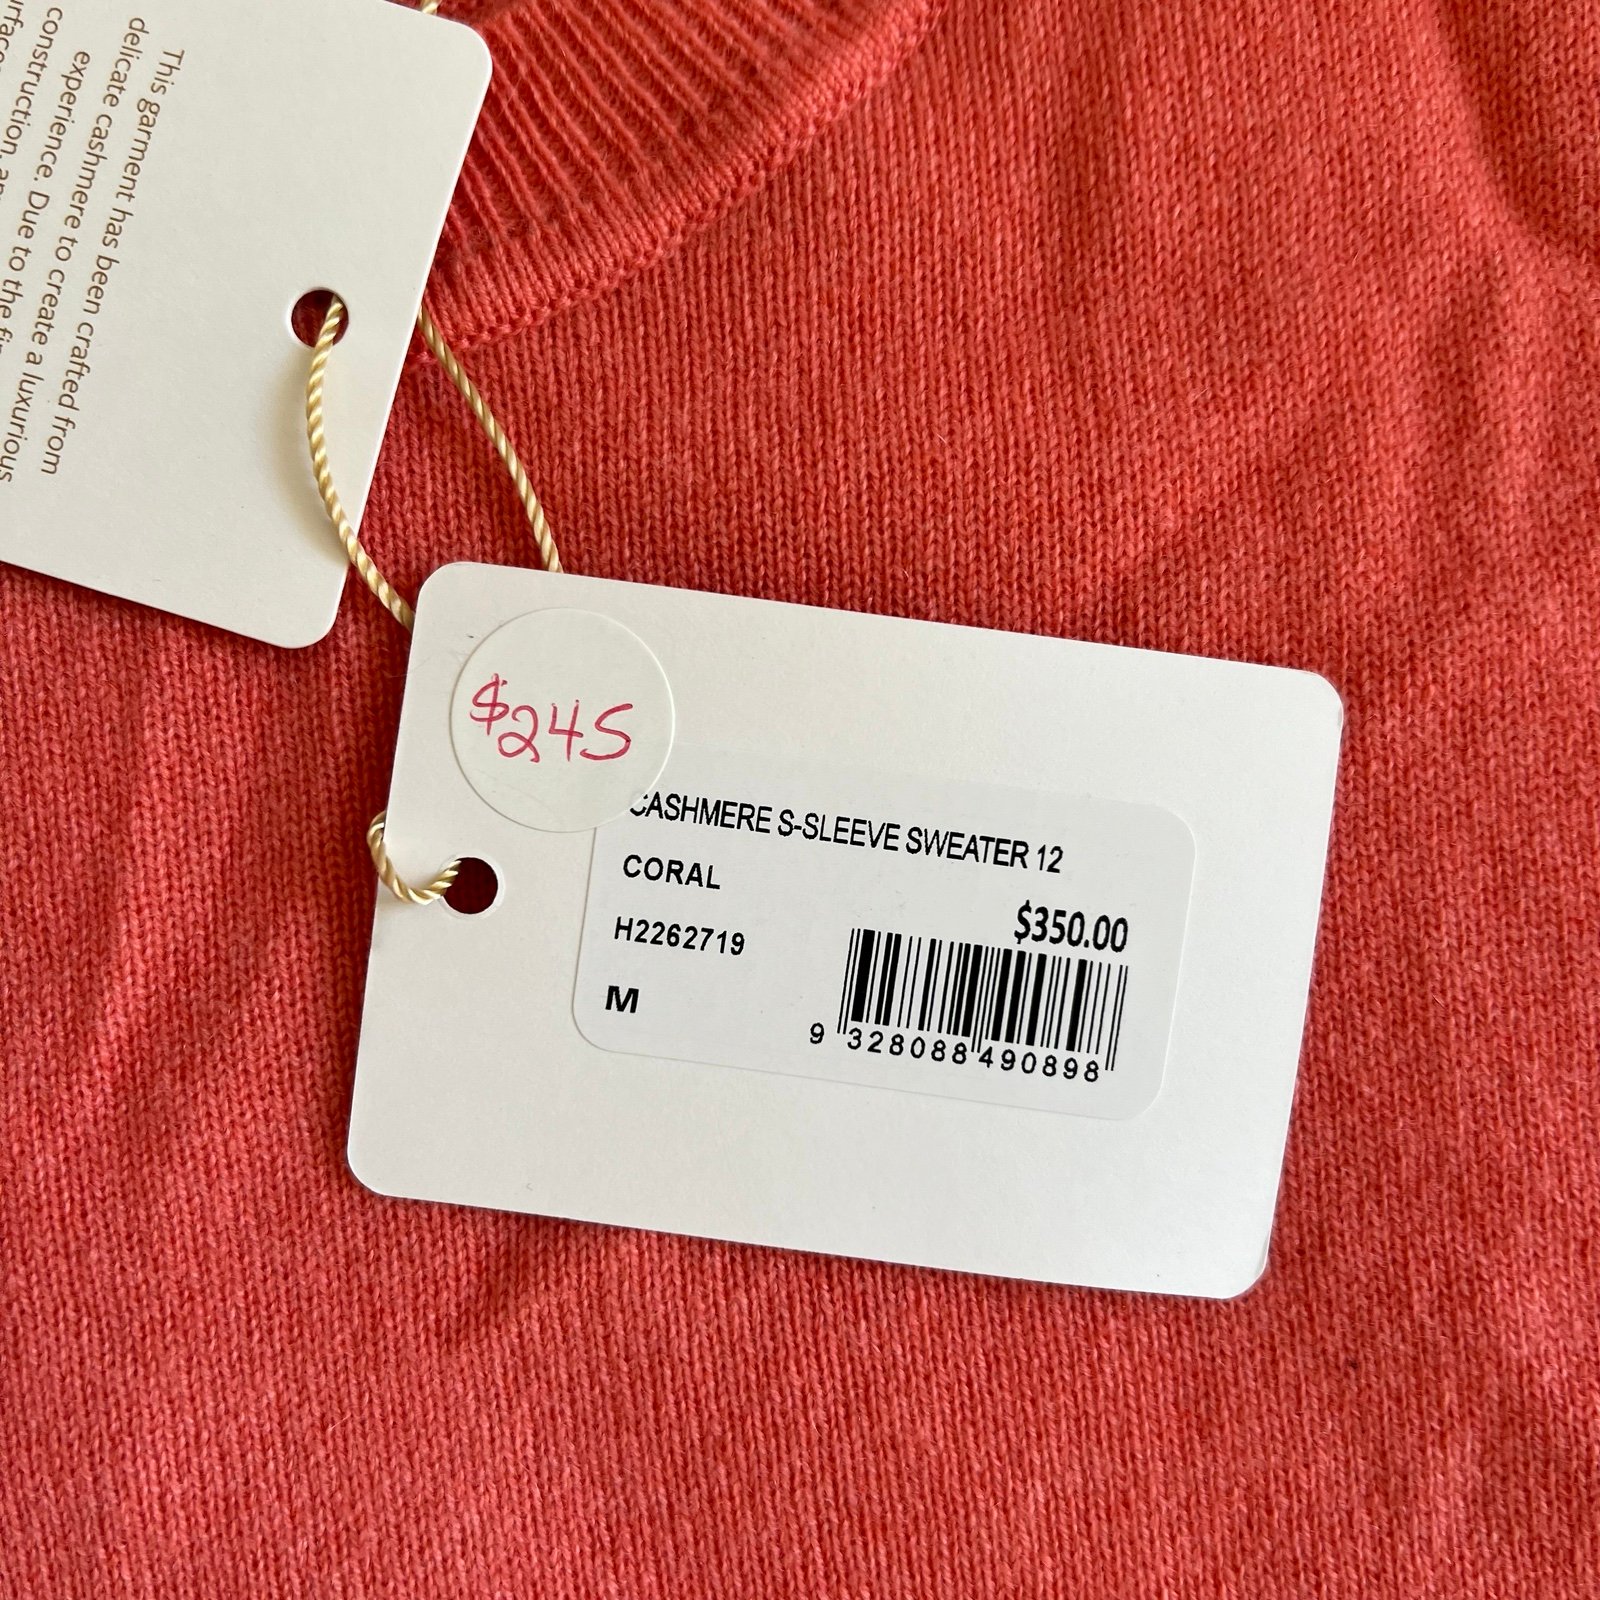 This garment has been crafted from
delicate cashmere to create a luxurious
experience. Due to the
construction,
$245
CASHMERE S-SLEEVE SWEATER 12
CORAL
$350.00
H2262719
M
9 328088 490898